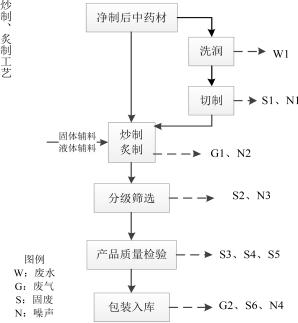 炒制、炙制工艺
净制后中药材
洗润
W1
切制
S1、N1
固体辅料
液体辅料
炒制
炙制
G1、N2
分级筛选
S2、N3
产品质量检验
S3、S4、S5
包装入库
G2、S6、N4
图例
W：废水
G：废气
S：固废
N：噪声